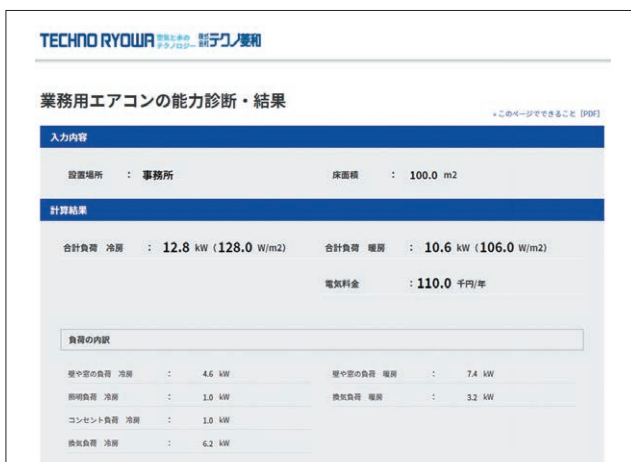 TECHNO RYOWA 空気と水のテクノロジー 株式会社テクノ菱和
業務用エアコンの能力診断・結果
»このページでできること [PDF]
入力内容
設置場所 : 事務所 床面積 : 100.0 m2
計算結果
合計負荷 冷房 : 12.8 kW (128.0 W/m2) 合計負荷 暖房 : 10.6 kW (106.0 W/m2)
電気料金 : 110.0 千円/年
負荷の内訳
壁や窓の負荷 冷房 : 4.6 kW 壁や窓の負荷 暖房 : 7.4 kW
照明負荷 冷房 : 1.0 kW 換気負荷 暖房 : 3.2 kW
コンセント負荷 冷房 : 1.0 kW
換気負荷 冷房 : 6.2 kW